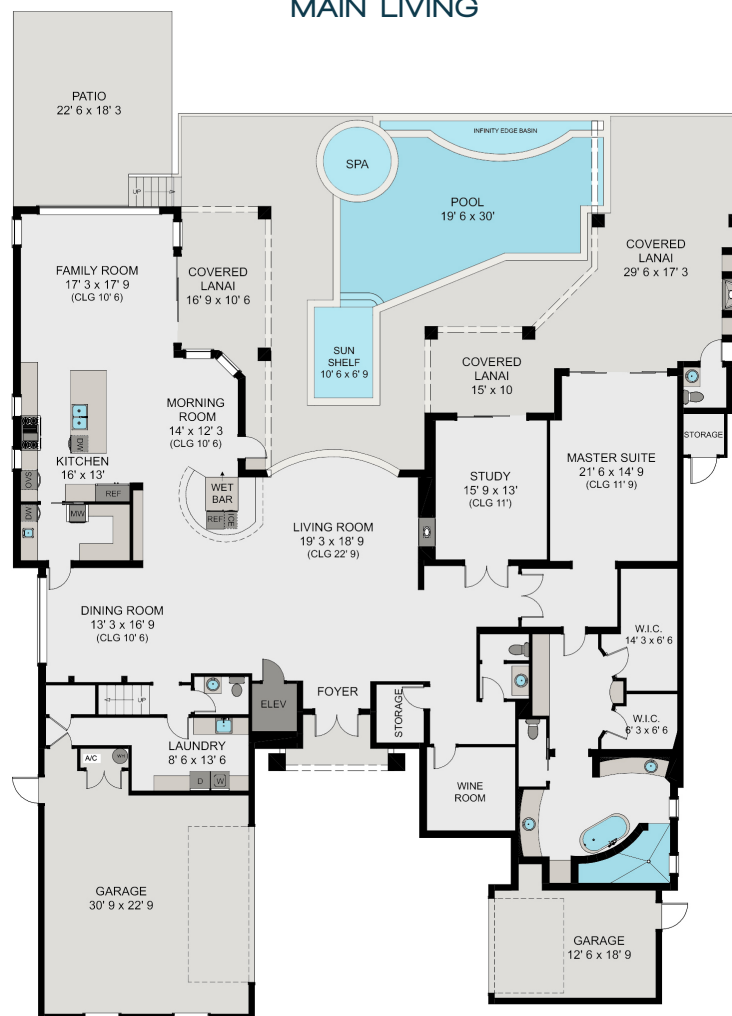 MAIN LIVING
PATIO
22' 6 x 18' 3
UP
INFINITY EDGE BASIN
SPA
POOL
19' 6 x 30'
COVERED
LANAI
29' 6 x 17' 3
FAMILY ROOM
17' 3 x 17' 9
(CLG 10' 6)
COVERED
LANAI
16' 9 x 10' 6
SUN
SHELF
10' 6 x 6' 9
COVERED
LANAI
15' x 10
MORNING
ROOM
14' x 12' 3
(CLG 10' 6)
DW
KITCHEN
16' x 13'
OVS
REF
DW
MW
WET
BAR
REF
ICE
STORAGE
MASTER SUITE
21' 6 x 14' 9
(CLG 11' 9)
STUDY
15' 9 x 13'
(CLG 11')
LIVING ROOM
19' 3 x 18' 9
(CLG 22' 9)
DINING ROOM
13' 3 x 16' 9
(CLG 10' 6)
W.I.C.
14' 3 x 6' 6
UP
ELEV
FOYER
STORAGE
W.I.C.
6' 3 x 6' 6
LAUNDRY
8' 6 x 13' 6
A/C
WH
D
W
WINE
ROOM
GARAGE
30' 9 x 22' 9
GARAGE
12' 6 x 18' 9